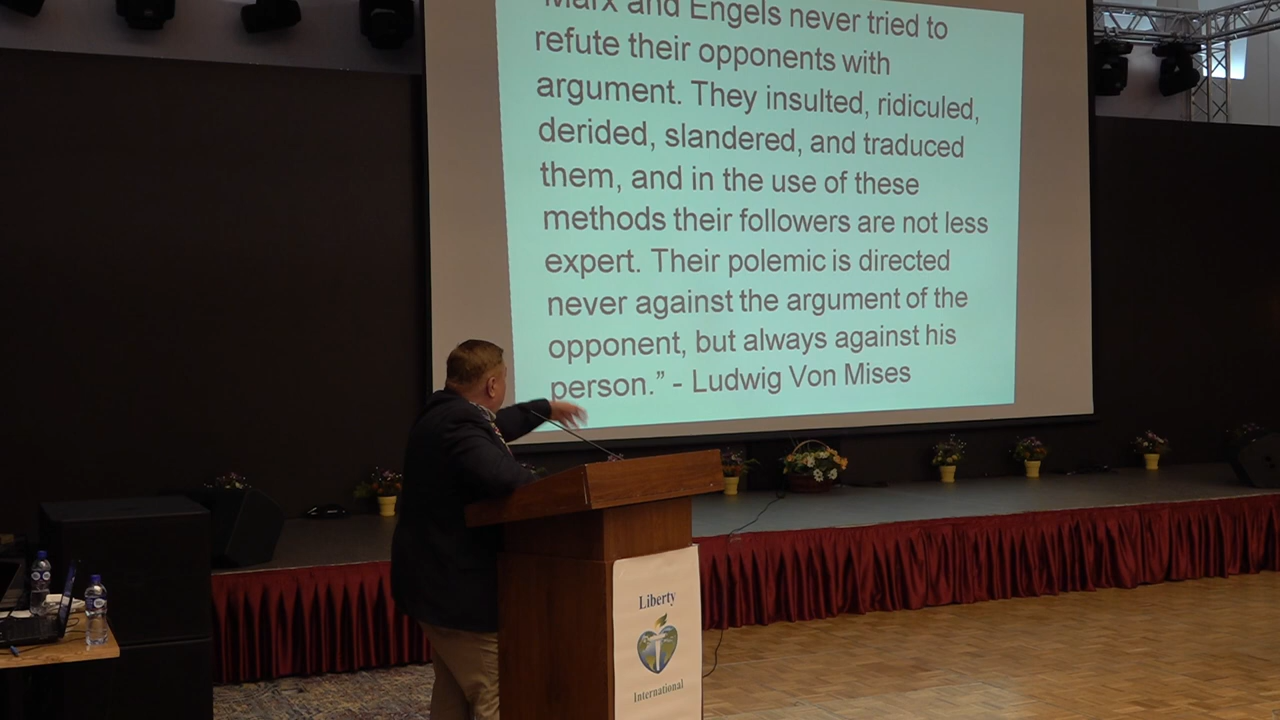 Marx and Engels never tried to
refute their opponents with
argument. They insulted, ridiculed,
derided, slandered, and traduced
them, and in the use of these
methods their followers are not less
expert. Their polemic is directed
never against the argument of the
opponent, but always against his
person.” - Ludwig Von Mises
Liberty
International